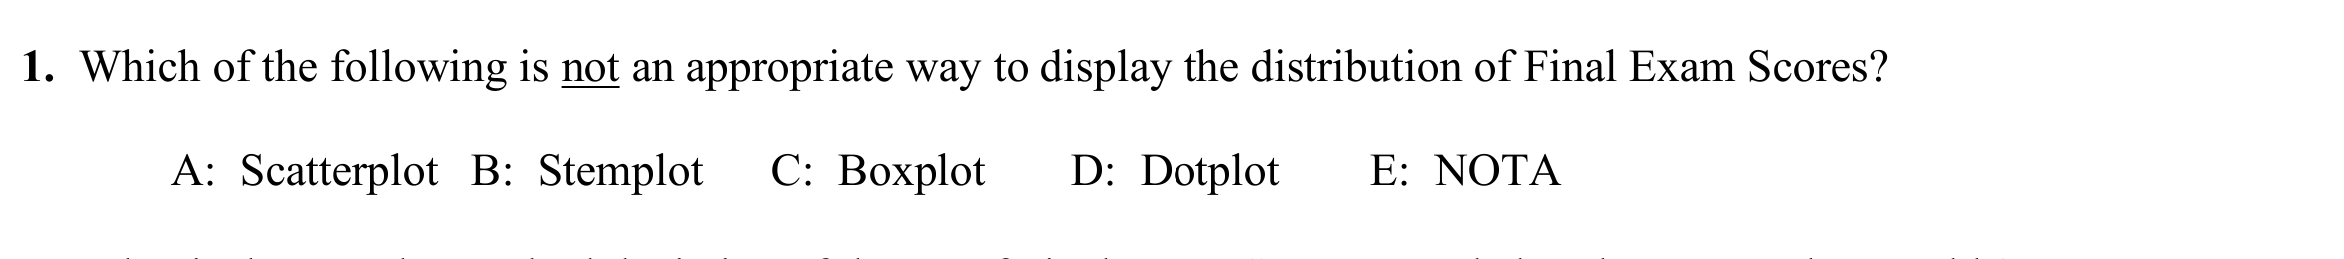 1. Which of the following is not an appropriate way to display the distribution of Final Exam Scores?
A: Scatterplot B: Stemplot C: Boxplot D: Dotplot E: NOTA